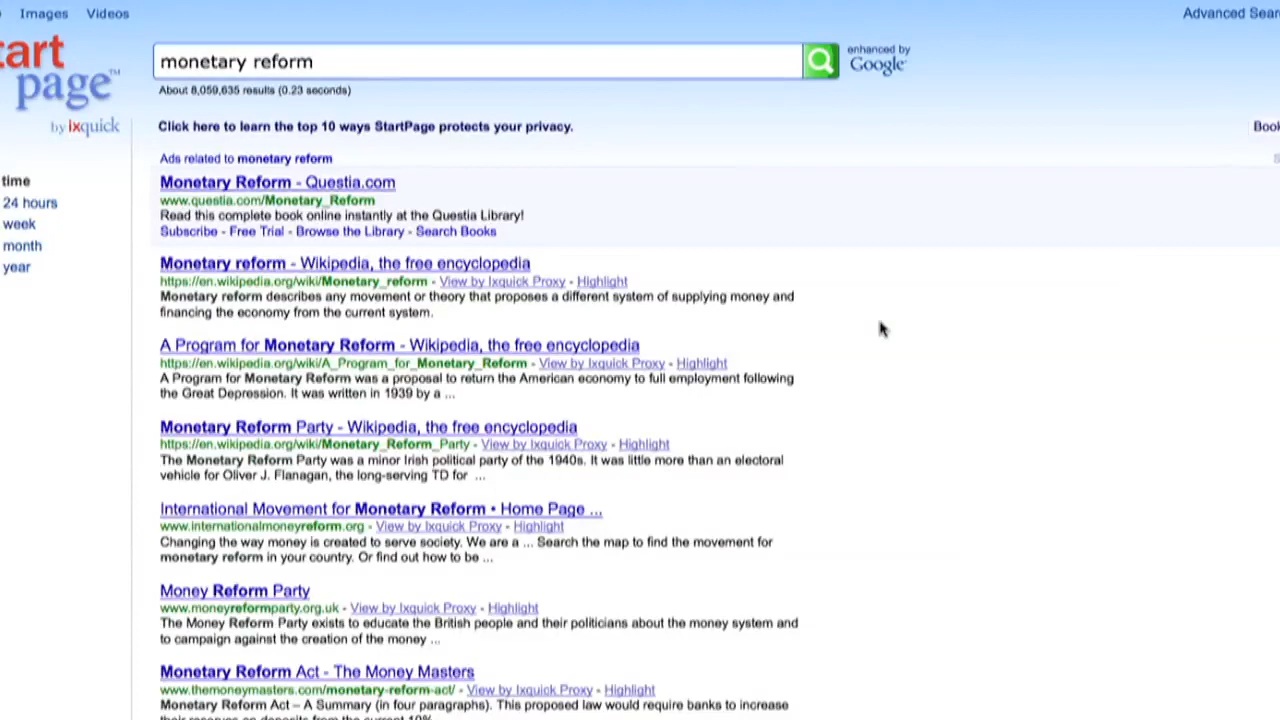 Images Videos
Advanced Sear
tart
page™
by ixquick
monetary reform
enhanced by
Google
About 8,050,635 results (0.23 seconds)
Click here to learn the top 10 ways StartPage protects your privacy.
Book
time
24 hours
week
month
year
Ads related to monetary reform
Monetary Reform - Questia.com
www.questia.com/Monetary_Reform
Read this complete book online instantly at the Questia Library!
Subscribe - Free Trial - Browse the Library - Search Books
Monetary reform - Wikipedia, the free encyclopedia
https://en.wikipedia.org/wiki/Monetary_reform - View by Ixquick Proxy - Highlight
Monetary reform describes any movement or theory that proposes a different system of supplying money and
financing the economy from the current system.
A Program for Monetary Reform - Wikipedia, the free encyclopedia
https://en.wikipedia.org/wiki/A_Program_for_Monetary_Reform - View by Ixquick Proxy - Highlight
A Program for Monetary Reform was a proposal to return the American economy to full employment following
the Great Depression. It was written in 1939 by a ...
Monetary Reform Party - Wikipedia, the free encyclopedia
https://en.wikipedia.org/wiki/Monetary_Reform_Party - View by Ixquick Proxy - Highlight
The Monetary Reform Party was a minor Irish political party of the 1940s. It was little more than an electoral
vehicle for Oliver J. Flanagan, the long-serving TD for ...
International Movement for Monetary Reform • Home Page ...
www.internationalmoneyreform.org - View by Ixquick Proxy - Highlight
Changing the way money is created to serve society. We are a ... Search the map to find the movement for
monetary reform in your country. Or find out how to be ...
Money Reform Party
www.moneyreformparty.org.uk - View by Ixquick Proxy - Highlight
The Money Reform Party exists to educate the British people and their politicians about the money system and
to campaign against the creation of the money ...
Monetary Reform Act - The Money Masters
www.themoneymasters.com/monetary-reform-act/ - View by Ixquick Proxy - Highlight
Monetary Reform Act – A Summary (in four paragraphs). This proposed law would require banks to increase
their reserves on deposits from the current 10%